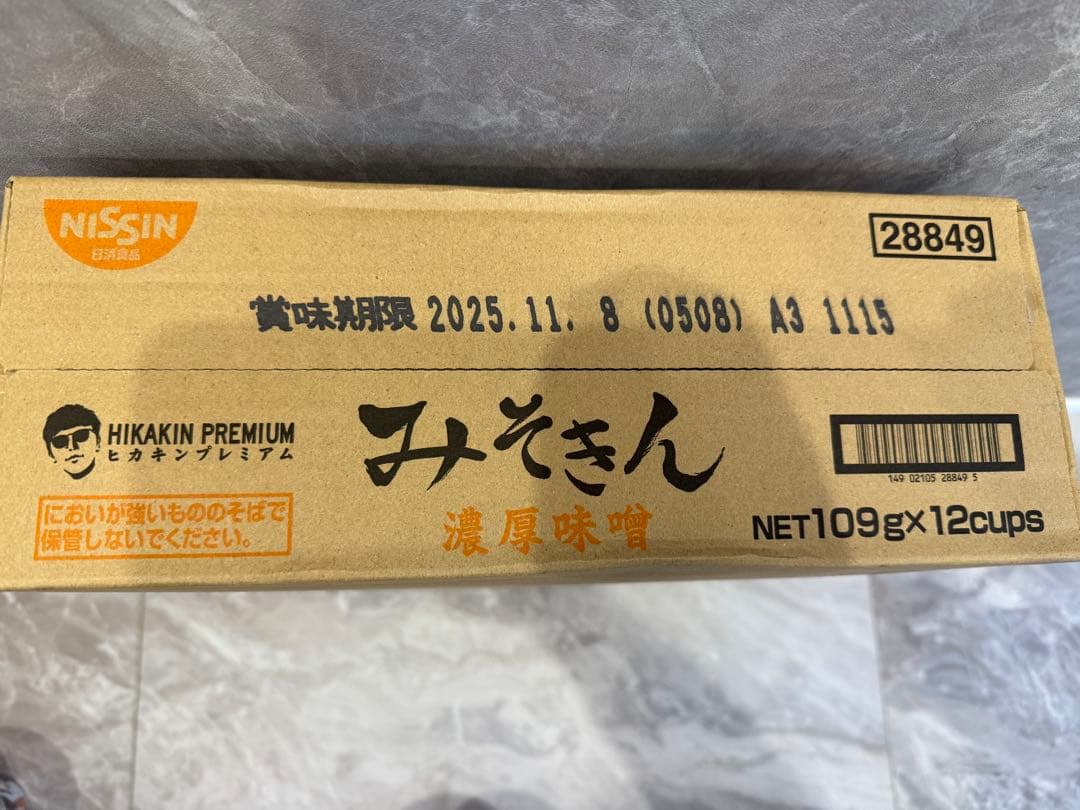 NISSIN
日清食品
28849
賞味期限 2025.11. 8 (0508) A3 1115
HIKAKIN PREMIUM
ヒカキンプレミアム
みそきん
濃厚味噌
においが強いもののそばで
保管しないでください。
149 02105 28849 5
NET109g×12cups